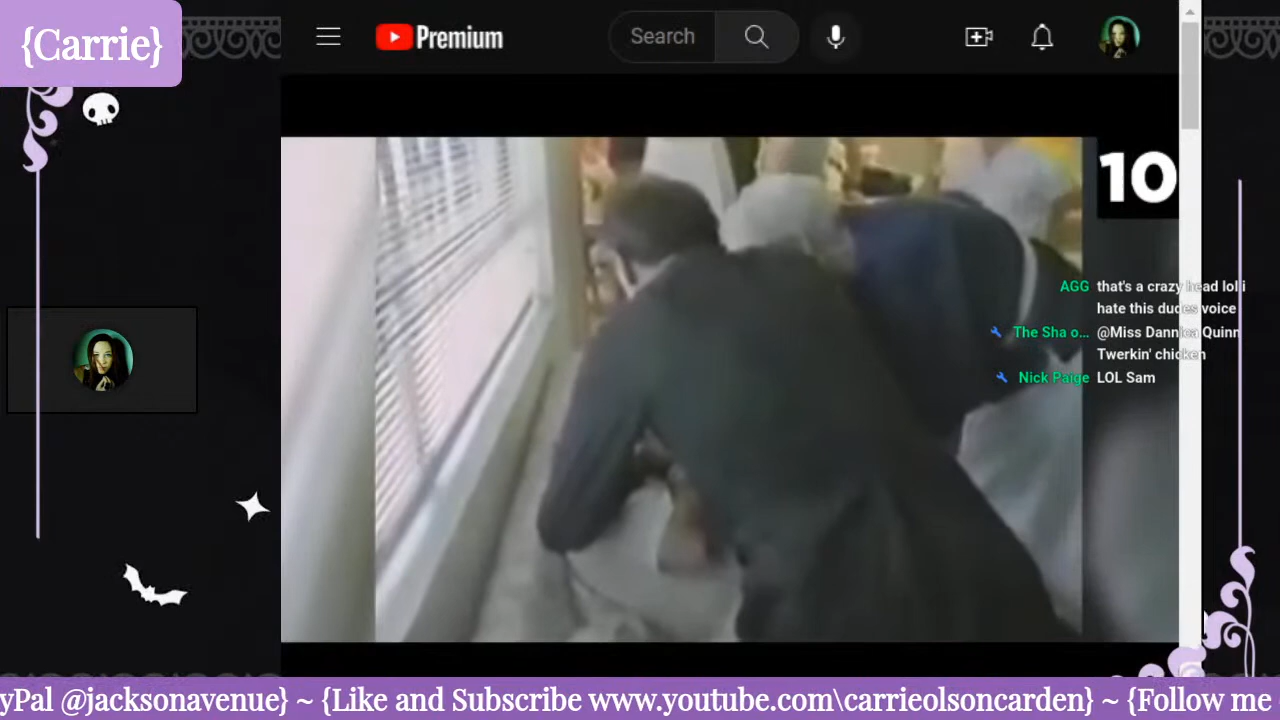 {Carrie}
Premium
Search
10
AGG that's a crazy head lol i
hate this dudes voice
The Sha o... @Miss Dannica Quinn
Twerkin' chicken
Nick Paige LOL Sam
yPal @jacksonavenue} ~ {Like and Subscribe www.youtube.com\carrieolsoncarden} ~ {Follow me